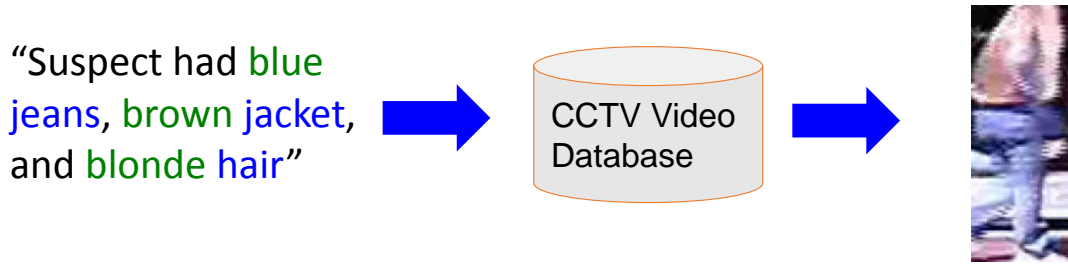 “Suspect had blue
jeans, brown jacket,
and blonde hair”
CCTV Video
Database